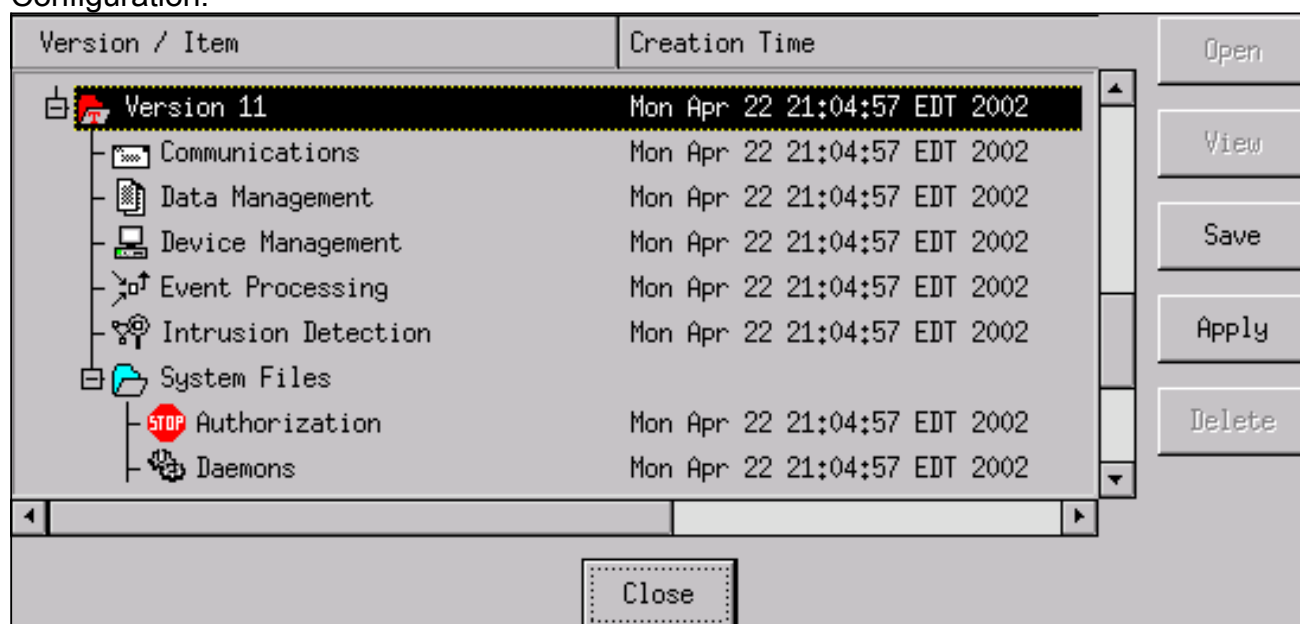 Configuration.
Version / Item Creation Time Open
Version 11 Mon Apr 22 21:04:57 EDT 2002
Communications Mon Apr 22 21:04:57 EDT 2002 View
Data Management Mon Apr 22 21:04:57 EDT 2002
Device Management Mon Apr 22 21:04:57 EDT 2002 Save
Event Processing Mon Apr 22 21:04:57 EDT 2002
Intrusion Detection Mon Apr 22 21:04:57 EDT 2002 Apply
System Files
STOP Authorization Mon Apr 22 21:04:57 EDT 2002 Delete
Daemons Mon Apr 22 21:04:57 EDT 2002
Close